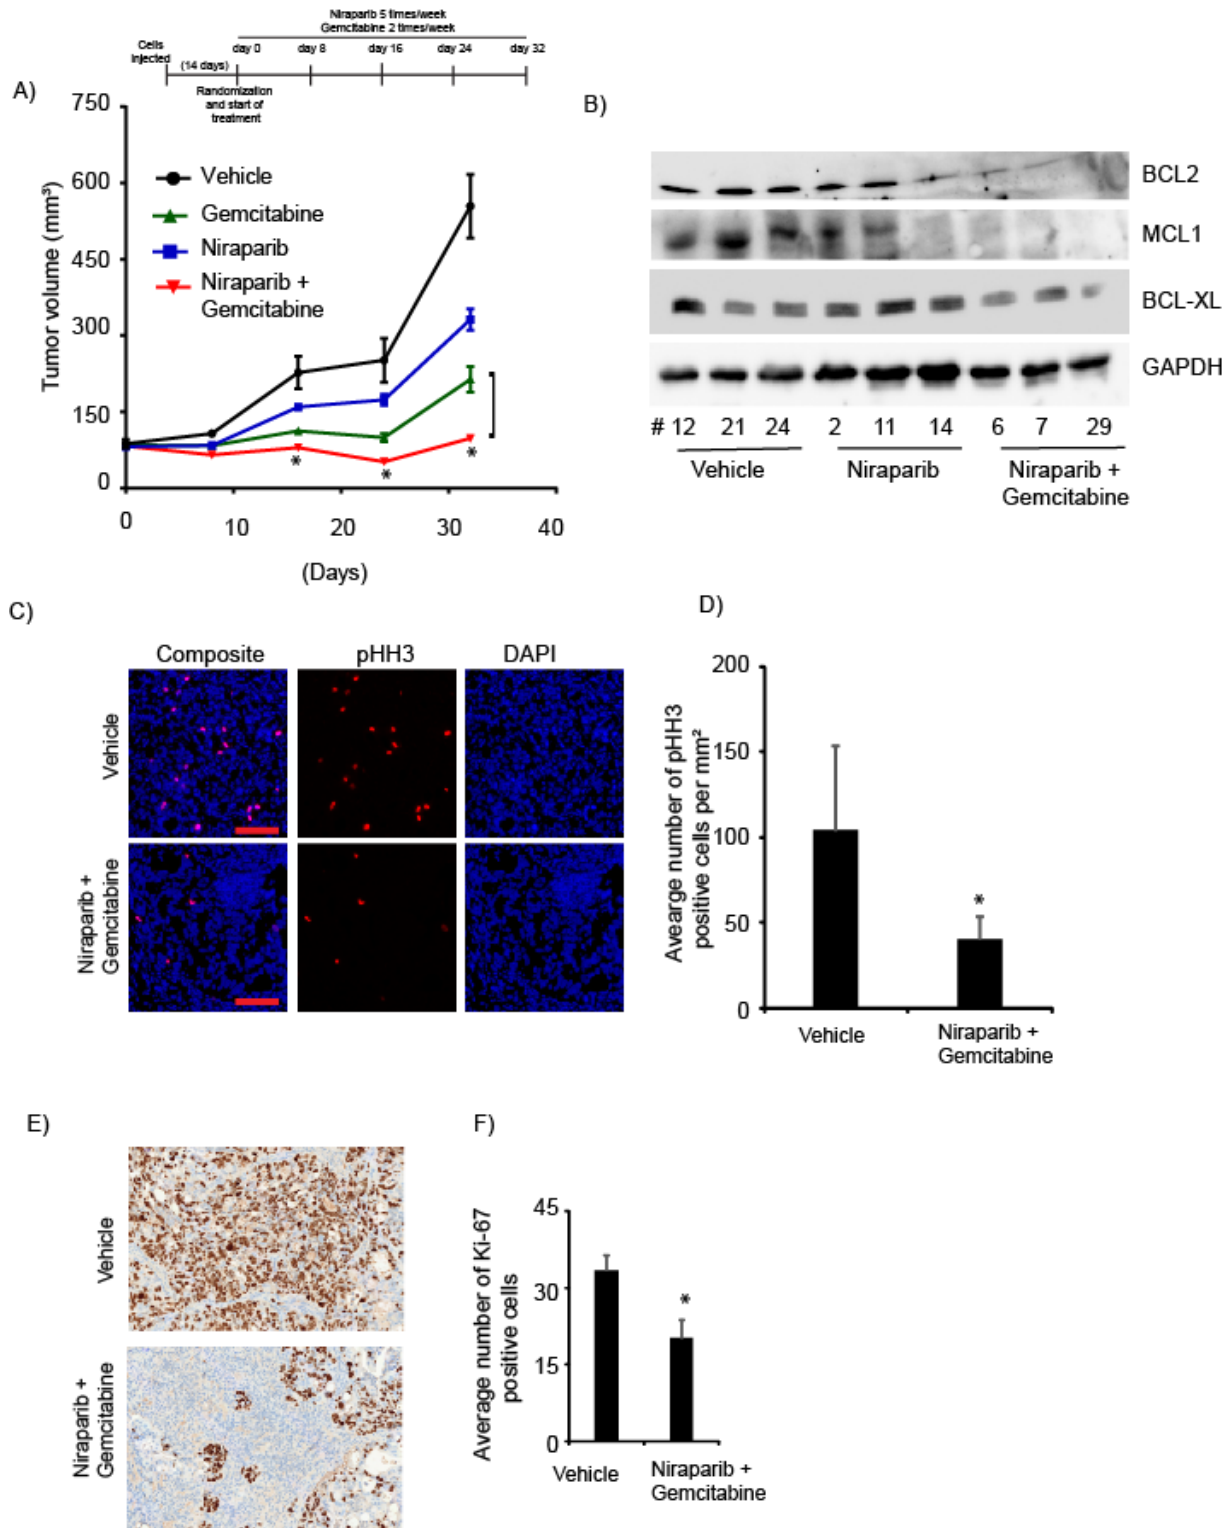 Niraparib 5 times/week
Gemcitabine 2 times/week
Cells
injected
day 0
day 8
day 16
day 24
day 32
(14 days)
Randomization
and start of
treatment
A)
750
600
450
300
150
0
Tumor volume (mm³)
Vehicle
Gemcitabine
Niraparib
Niraparib +
Gemcitabine
*
*
*
0
10
20
30
40
(Days)
B)
BCL2
MCL1
BCL-XL
GAPDH
# 12 21 24 2 11 14 6 7 29
Vehicle
Niraparib
Niraparib +
Gemcitabine
C)
Composite
pHH3
DAPI
Vehicle
Niraparib +
Gemcitabine
D)
Avearge number of pHH3
positive cells per mm²
200
150
100
50
0
*
Vehicle
Niraparib +
Gemcitabine
E)
Vehicle
Niraparib +
Gemcitabine
F)
Average number of Ki-67
positive cells
45
30
15
0
*
Vehicle
Niraparib +
Gemcitabine